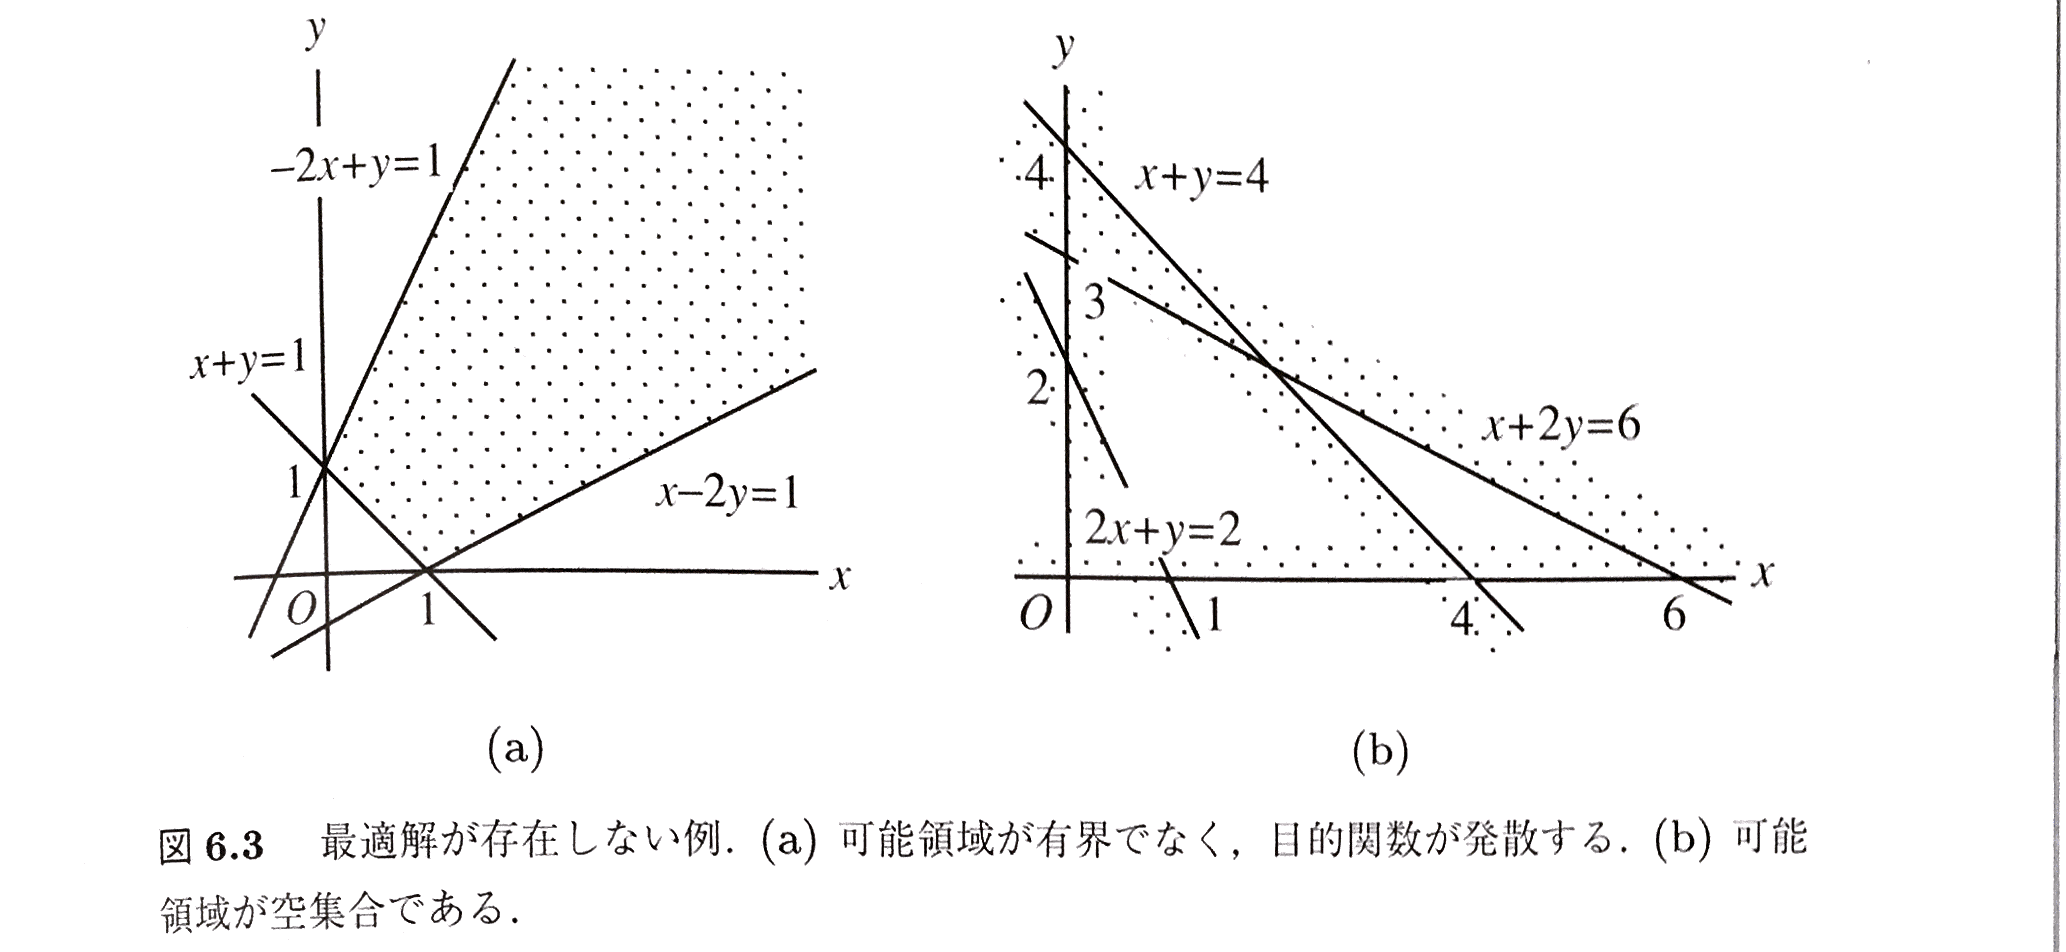 y
−2x+y=1
x+y=1
1
x−2y=1
O
1
x
y
4
x+y=4
3
2
x+2y=6
2x+y=2
O
1
4
6
x
(a)
(b)
図 6.3 最適解が存在しない例. (a) 可能領域が有界でなく, 目的関数が発散する. (b) 可能
領域が空集合である.